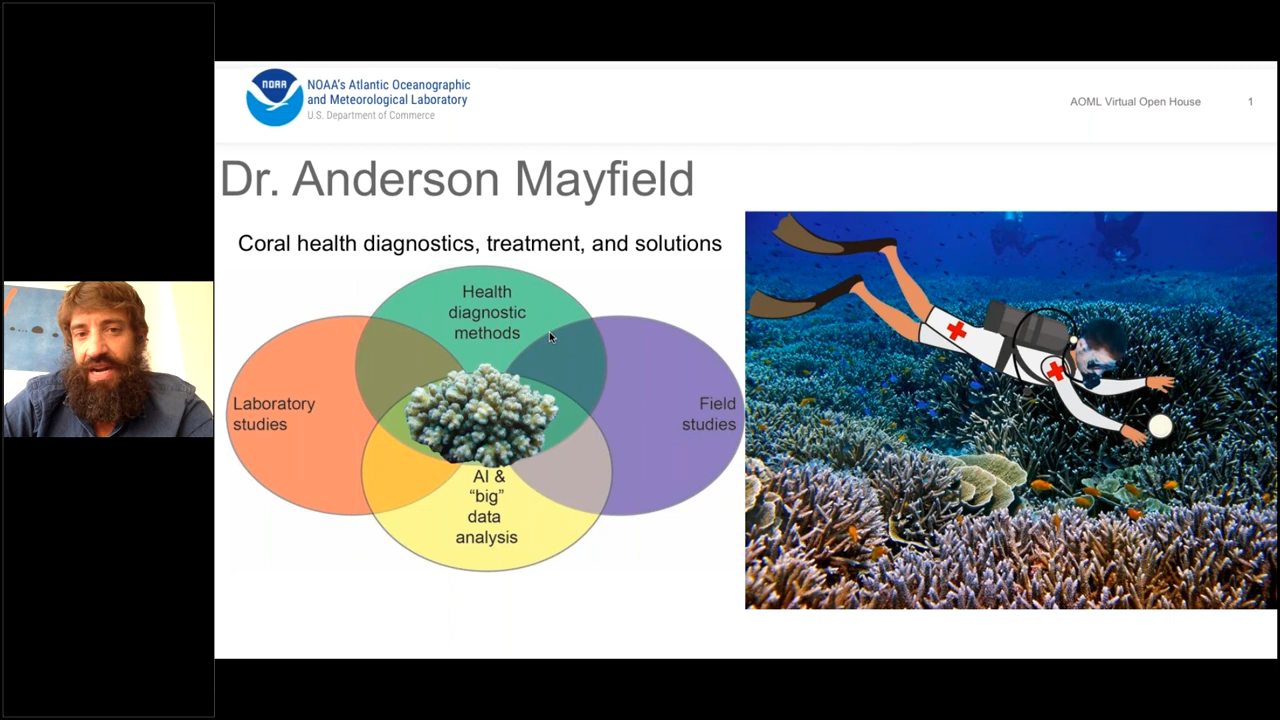 NOAA
NOAA's Atlantic Oceanographic
and Meteorological Laboratory
U.S. Department of Commerce
AOML Virtual Open House
1
Dr. Anderson Mayfield
Coral health diagnostics, treatment, and solutions
Health
diagnostic
methods
Laboratory
studies
Field
studies
AI &
“big”
data
analysis